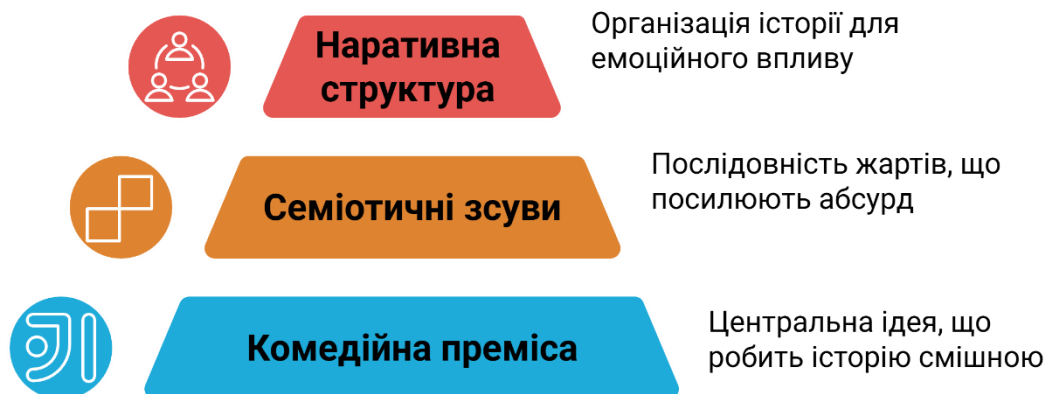 Наративна
структура
Організація історії для
емоційного впливу
Семіотичні зсуви
Послідовність жартів, що
посилюють абсурд
Комедійна преміса
Центральна ідея, що
робить історію смішною